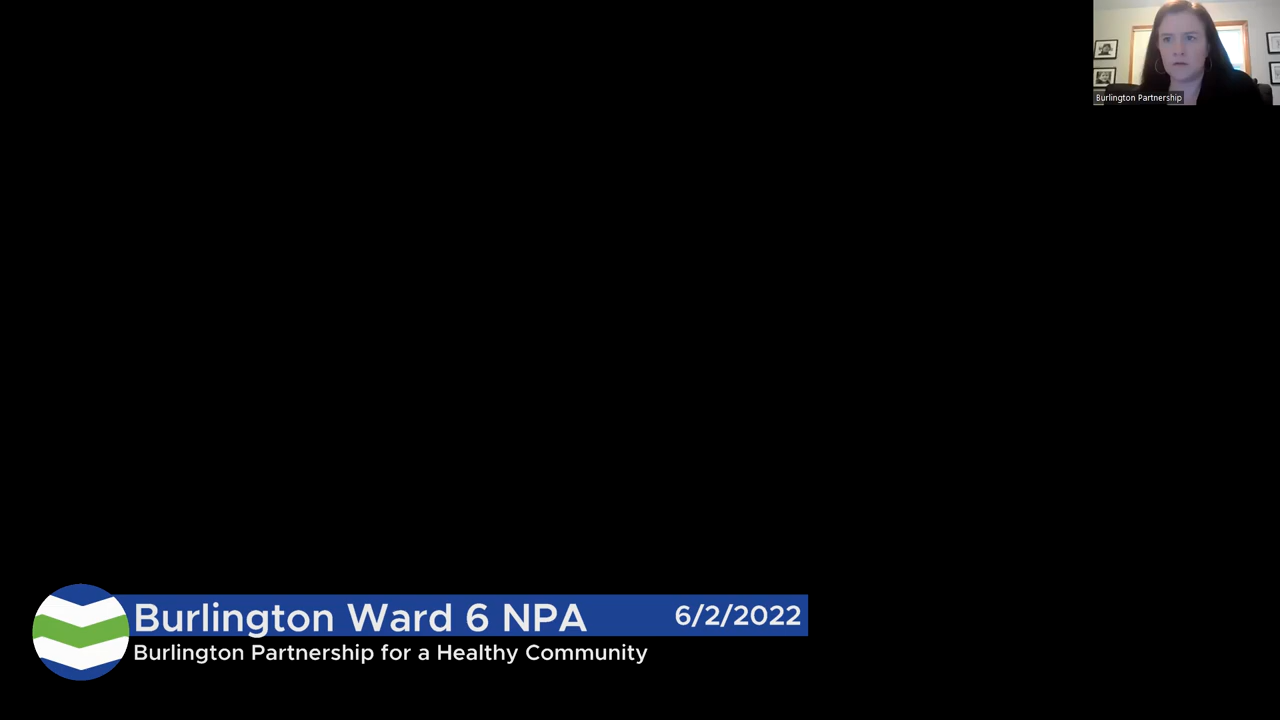 Burlington Partnership
Burlington Ward 6 NPA 6/2/2022
Burlington Partnership for a Healthy Community